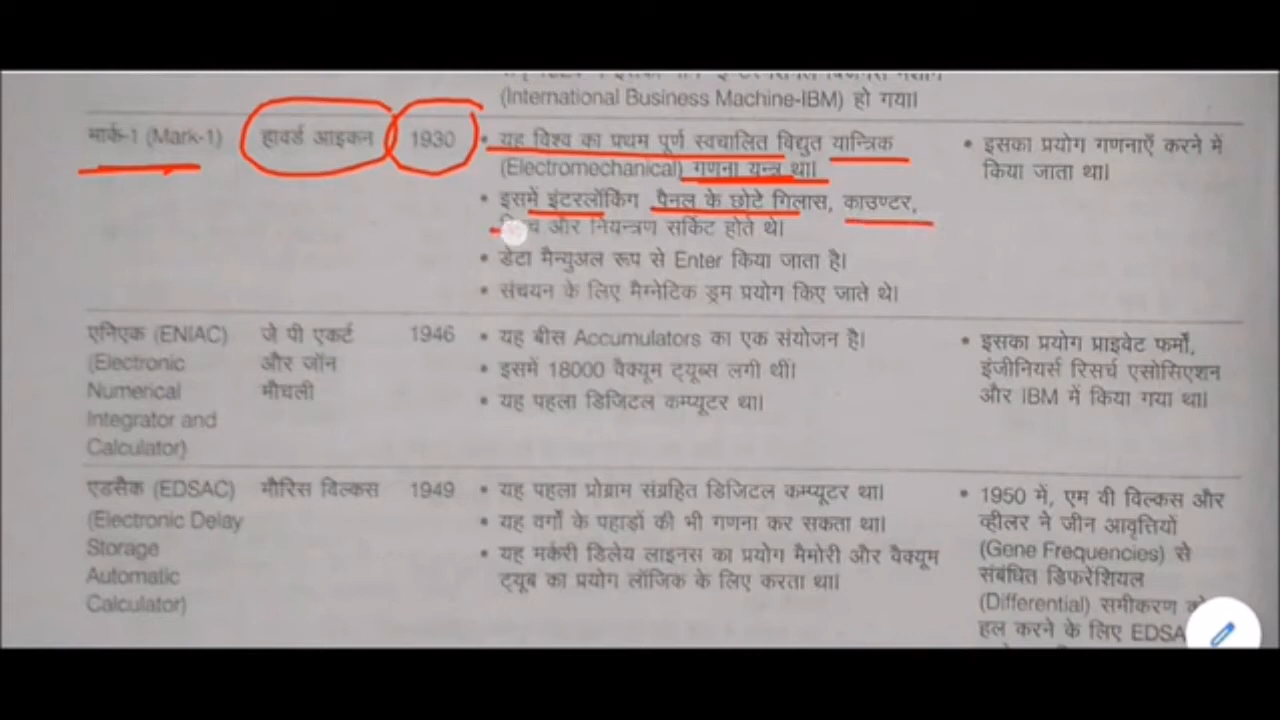 (International Business Machine-IBM) हो गया।
मार्क-1 (Mark-1) हावर्ड आइकन 1930 • यह विश्व का प्रथम पूर्ण स्वचालित विद्युत यान्त्रिक • इसका प्रयोग गणनाएँ करने में
(Electromechanical) गणना यन्त्र था। किया जाता था।
• इसमें इंटरलॉकिंग पैनल के छोटे गिलास, काउण्टर,
और नियन्त्रण सर्किट होते थे।
• डेटा मैन्युअल रूप से Enter किया जाता है।
• संचयन के लिए मैग्नेटिक ड्रम प्रयोग किए जाते थे।
एनिएक (ENIAC) जे पी एकर्ट 1946 • यह बीस Accumulators का एक संयोजन है। • इसका प्रयोग प्राइवेट फर्मों,
(Electronic और जॉन • इसमें 18000 वैक्यूम ट्यूब्स लगी थीं। इंजीनियर्स रिसर्च एसोसिएशन
Numerical मौचली • यह पहला डिजिटल कम्प्यूटर था। और IBM में किया गया था।
Integrator and
Calculator)
एडसैक (EDSAC) मौरिस विल्कस 1949 • यह पहला प्रोग्राम संग्रहित डिजिटल कम्प्यूटर था। • 1950 में, एम वी विल्कस और
(Electronic Delay • यह वर्गों के पहाड़ों की भी गणना कर सकता था। व्हीलर ने जीन आवृत्तियों
Storage • यह मर्करी डिलेय लाइनस का प्रयोग मैमोरी और वैक्यूम (Gene Frequencies) से
Automatic ट्यूब का प्रयोग लॉजिक के लिए करता था। संबंधित डिफरेंशियल
Calculator) (Differential) समीकरण
हल करने के लिए